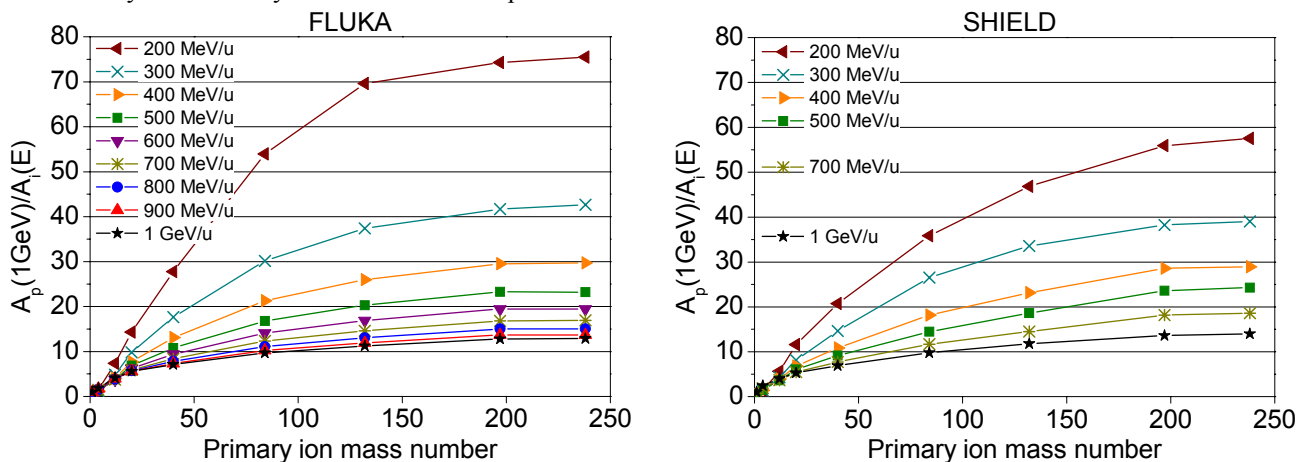 FLUKA
80
70
60
50
40
30
20
10
0
A_p(1GeV)/A_i(E)
200 MeV/u
300 MeV/u
400 MeV/u
500 MeV/u
600 MeV/u
700 MeV/u
800 MeV/u
900 MeV/u
1 GeV/u
0 50 100 150 200 250
Primary ion mass number
SHIELD
80
70
60
50
40
30
20
10
0
A_p(1GeV)/A_i(E)
200 MeV/u
300 MeV/u
400 MeV/u
500 MeV/u
700 MeV/u
1 GeV/u
0 50 100 150 200 250
Primary ion mass number